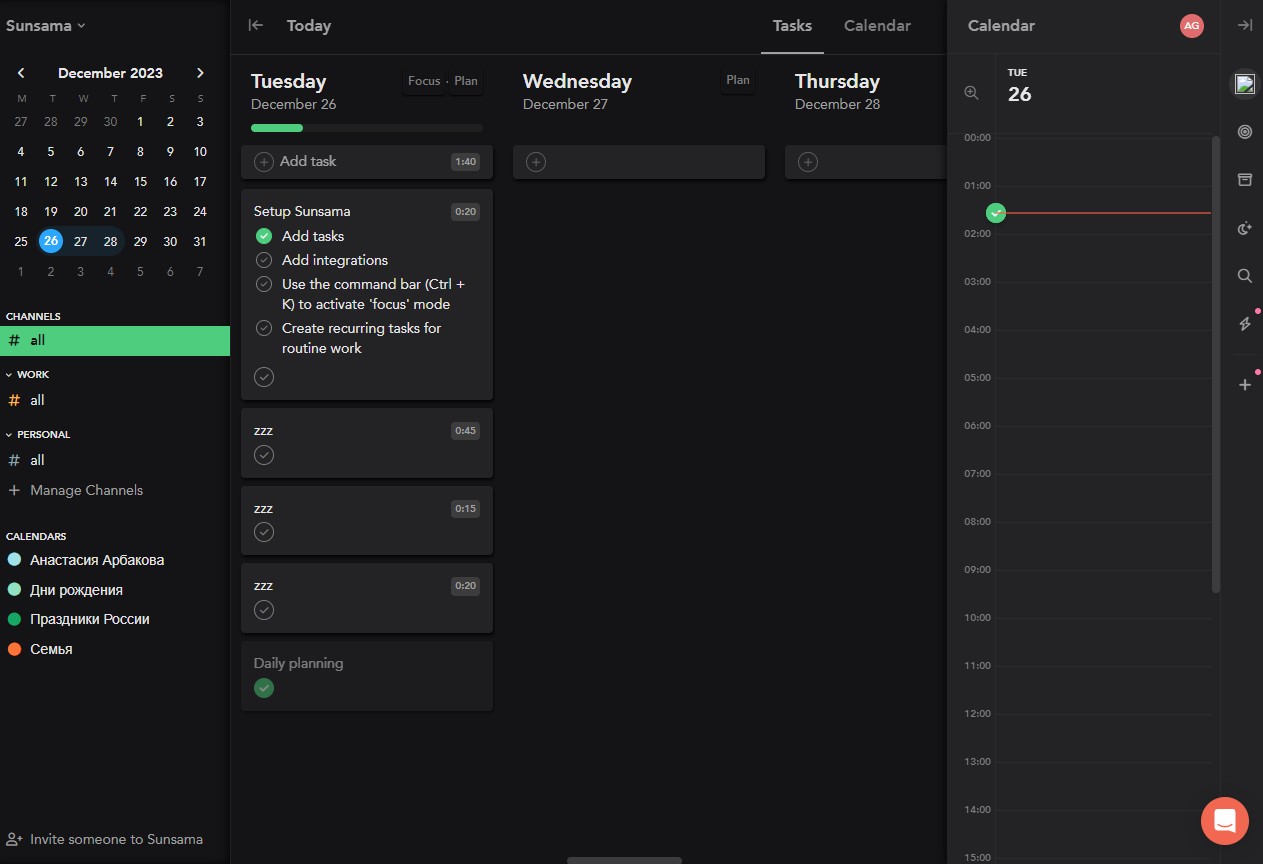 Sunsama
December 2023
M T W T F S S
27 28 29 30 1 2 3
4 5 6 7 8 9 10
11 12 13 14 15 16 17
18 19 20 21 22 23 24
25 26 27 28 29 30 31
1 2 3 4 5 6 7
CHANNELS
# all
WORK
# all
PERSONAL
# all
+ Manage Channels
CALENDARS
Анастасия Арбакова
Дни рождения
Праздники России
Семья
Invite someone to Sunsama
Today
Tasks Calendar
Tuesday Focus · Plan
December 26
Add task 1:40
Setup Sunsama 0:20
Add tasks
Add integrations
Use the command bar (Ctrl +
K) to activate 'focus' mode
Create recurring tasks for
routine work
zzz 0:45
zzz 0:15
zzz 0:20
Daily planning
Wednesday Plan
December 27
Thursday
December 28
Calendar AG
TUE
26
00:00
01:00
02:00
03:00
04:00
05:00
06:00
07:00
08:00
09:00
10:00
11:00
12:00
13:00
14:00
15:00